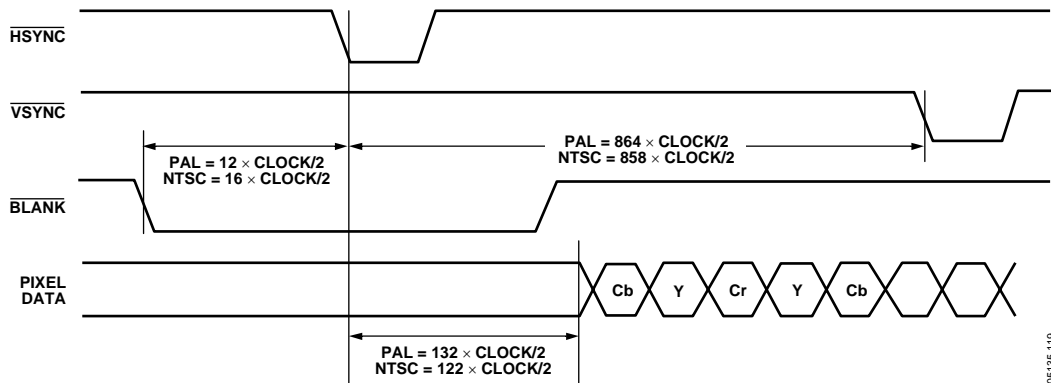 HSYNC
VSYNC
PAL = 12 × CLOCK/2
NTSC = 16 × CLOCK/2
PAL = 864 × CLOCK/2
NTSC = 858 × CLOCK/2
BLANK
PIXEL
DATA
Cb Y Cr Y Cb
PAL = 132 × CLOCK/2
NTSC = 122 × CLOCK/2